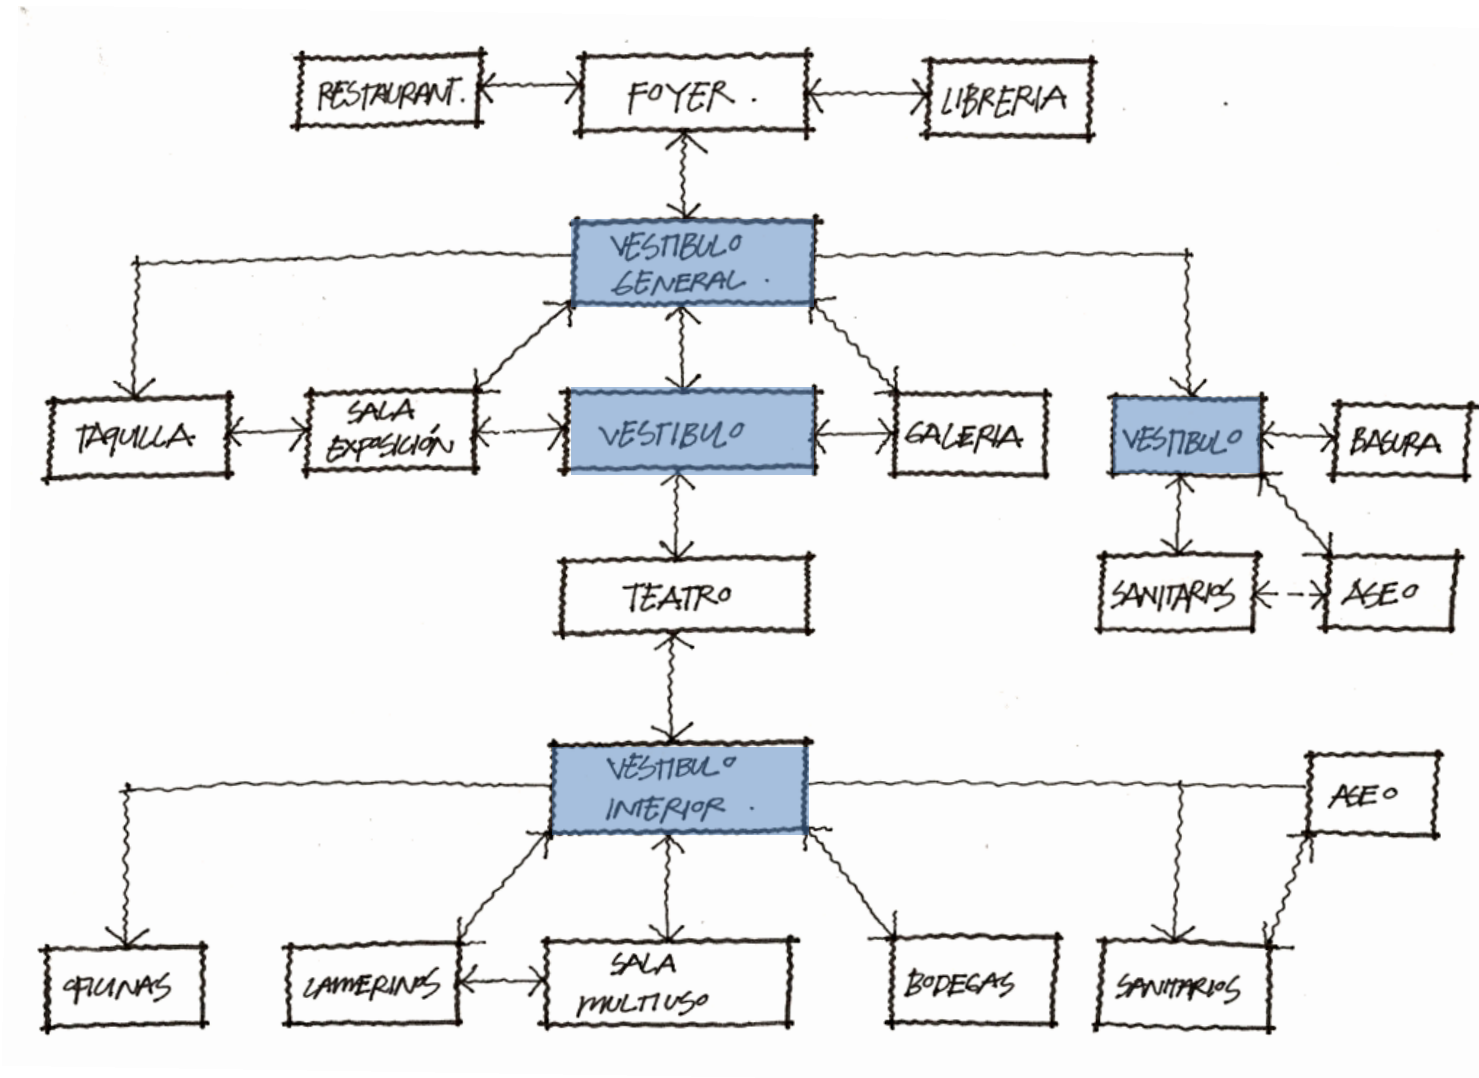 RESTAURANT.
FOYER.
LIBRERIA
VESTIBULO
GENERAL.
TAQUILLA
SALA
EXPOSICIÓN
VESTIBULO
GALERIA
VESTIBULO
BASURA
TEATRO
SANITARIOS
ASEO
VESTIBULO
INTERIOR.
ASEO
OFICINAS
CAMERINOS
SALA
MULTIUSO
BODEGAS
SANITARIOS